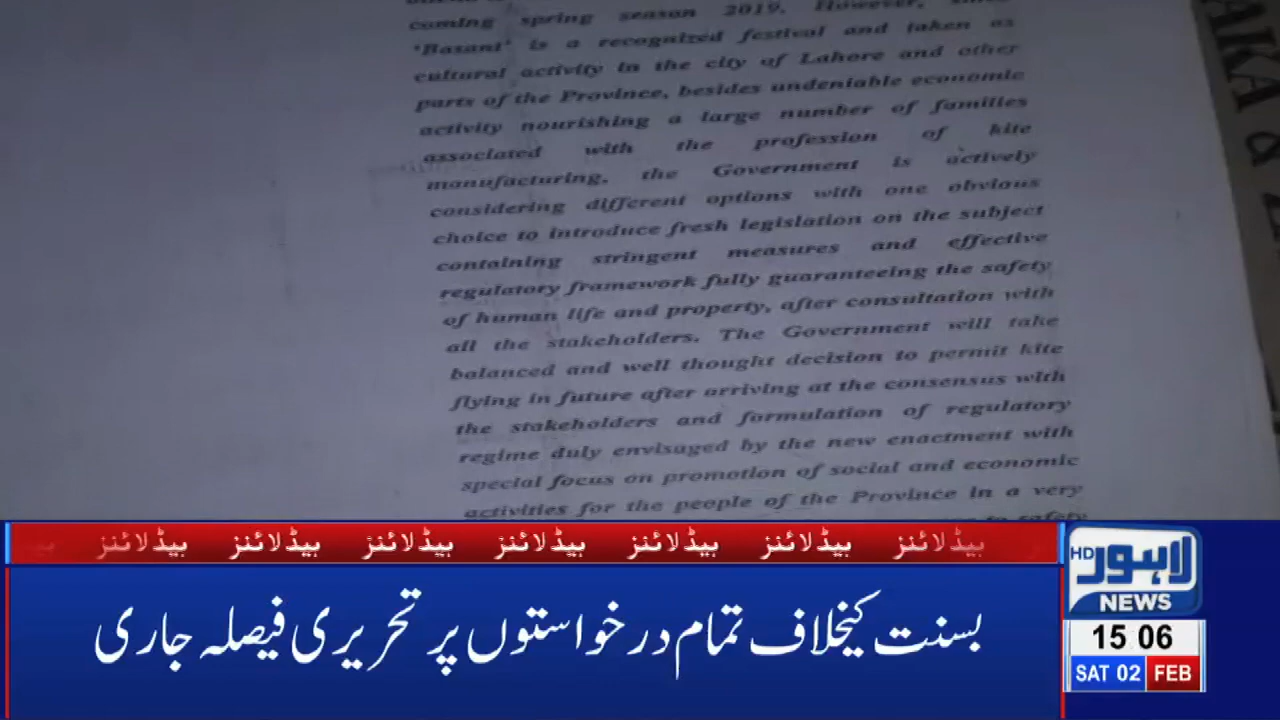 coming spring season 2019. However, since
'Basant' is a recognized festival and taken as
cultural activity in the city of Lahore and other
parts of the Province, besides undeniable economic
activity nourishing a large number of families
associated with the profession of kite
manufacturing, the Government is actively
considering different options with one obvious
choice to introduce fresh legislation on the subject
containing stringent measures and effective
regulatory framework fully guaranteeing the safety
of human life and property, after consultation with
all the stakeholders. The Government will take
balanced and well thought decision to permit kite
flying in future after arriving at the consensus with
the stakeholders and formulation of regulatory
regime duly envisaged by the new enactment with
special focus on promotion of social and economic
activities for the people of the Province in a very
to safety
AKA &
ہیڈلائنز ہیڈلائنز ہیڈلائنز ہیڈلائنز ہیڈلائنز ہیڈلائنز ہیڈلائنز
بسنت کیخلاف تمام درخواستوں پر تحریری فیصلہ جاری
HD لاہور
NEWS
15 06
SAT 02 FEB